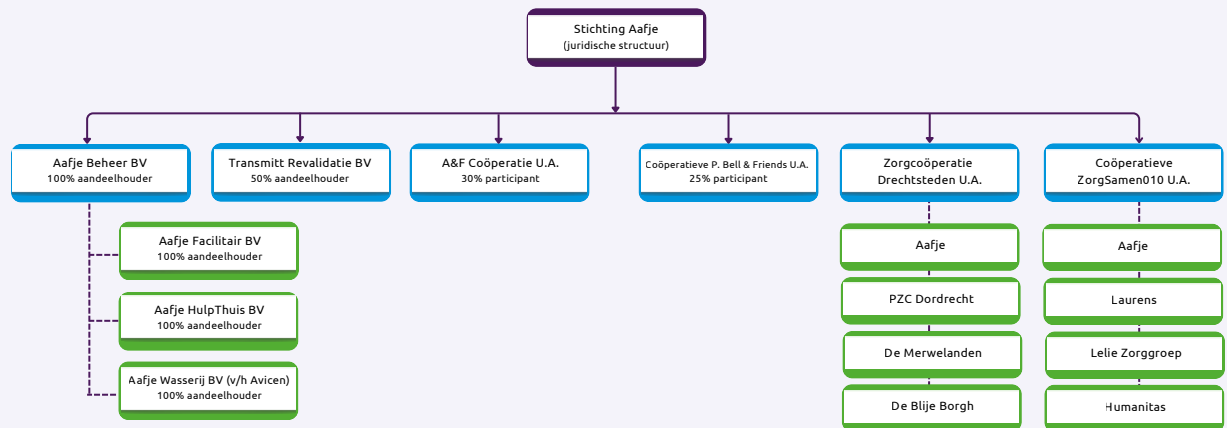 Stichting Aafje
(juridische structuur)
Aafje Beheer BV
100% aandeelhouder
Transmitt Revalidatie BV
50% aandeelhouder
A&F Coöperatie U.A.
30% participant
Coöperatieve P. Bell & Friends U.A.
25% participant
Zorgcoöperatie
Drechtsteden U.A.
Coöperatieve
ZorgSamen010 U.A.
Aafje Facilitair BV
100% aandeelhouder
Aafje HulpThuis BV
100% aandeelhouder
Aafje Wasserij BV (v/h Avicen)
100% aandeelhouder
Aafje
PZC Dordrecht
De Merwelanden
De Blije Borgh
Aafje
Laurens
Lelie Zorggroep
Humanitas